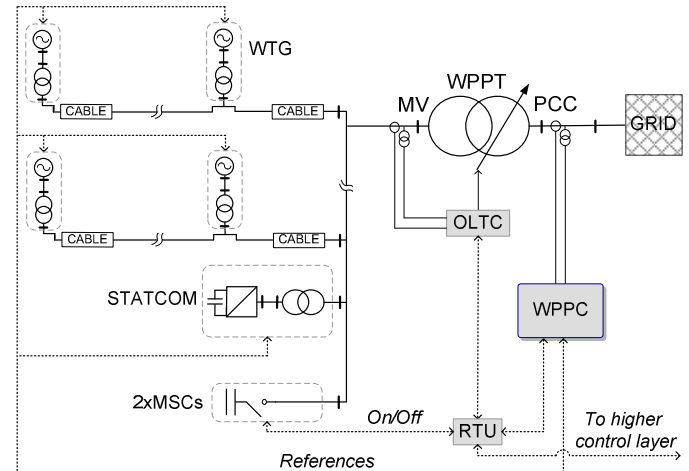 WTG
CABLE
CABLE
MV
WPPT
PCC
GRID
CABLE
CABLE
OLTC
STATCOM
WPPC
2xMSCs
On/Off
RTU
To higher
control layer
References